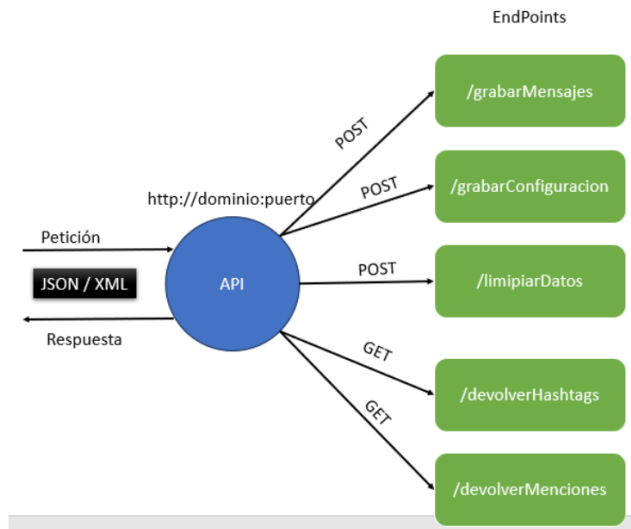 EndPoints
/grabarMensajes
POST
/grabarConfiguracion
POST
http://dominio:puerto
Petición
JSON / XML
API
POST
/limipiarDatos
Respuesta
GET
/devolverHashtags
GET
/devolverMenciones